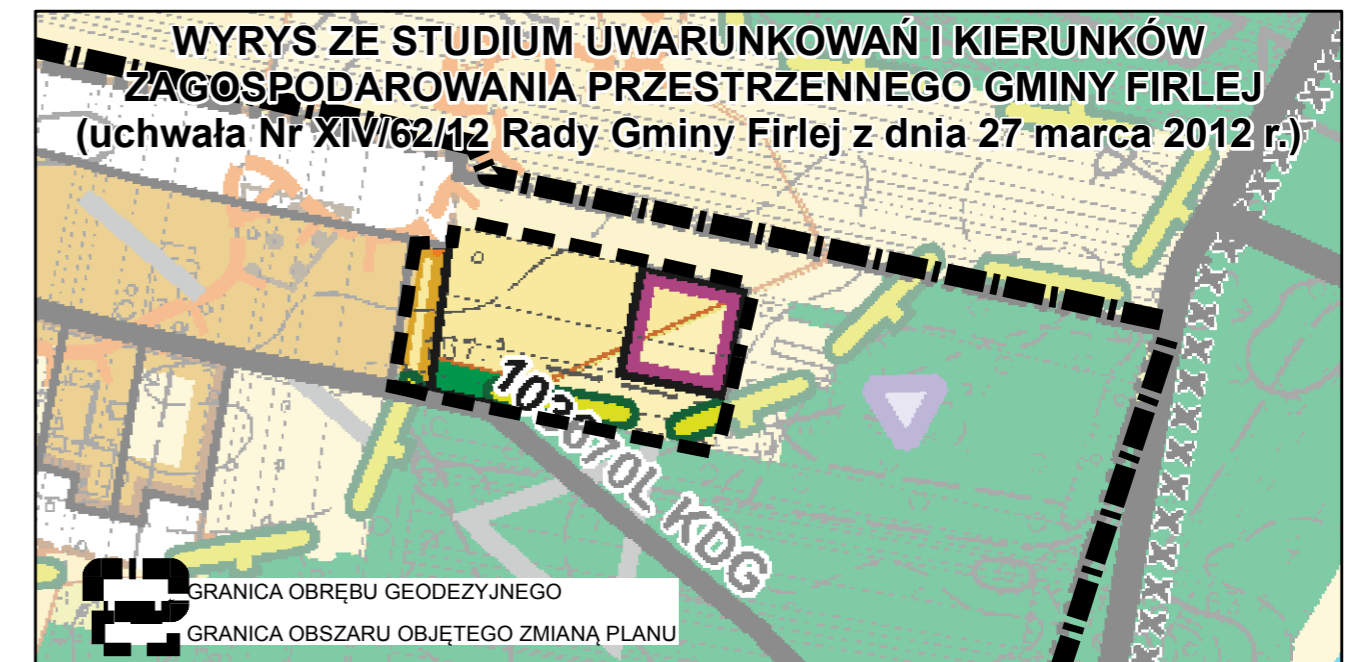 WYRYS ZE STUDIUM UWARUNKOWAŃ I KIERUNKÓW
ZAGOSPODAROWANIA PRZESTRZENNEGO GMINY FIRLEJ
(uchwała Nr XIV/62/12 Rady Gminy Firlej z dnia 27 marca 2012 r.)
KDG
GRANICA OBRĘBU GEODEZYJNEGO
GRANICA OBSZARU OBJĘTEGO ZMIANĄ PLANU